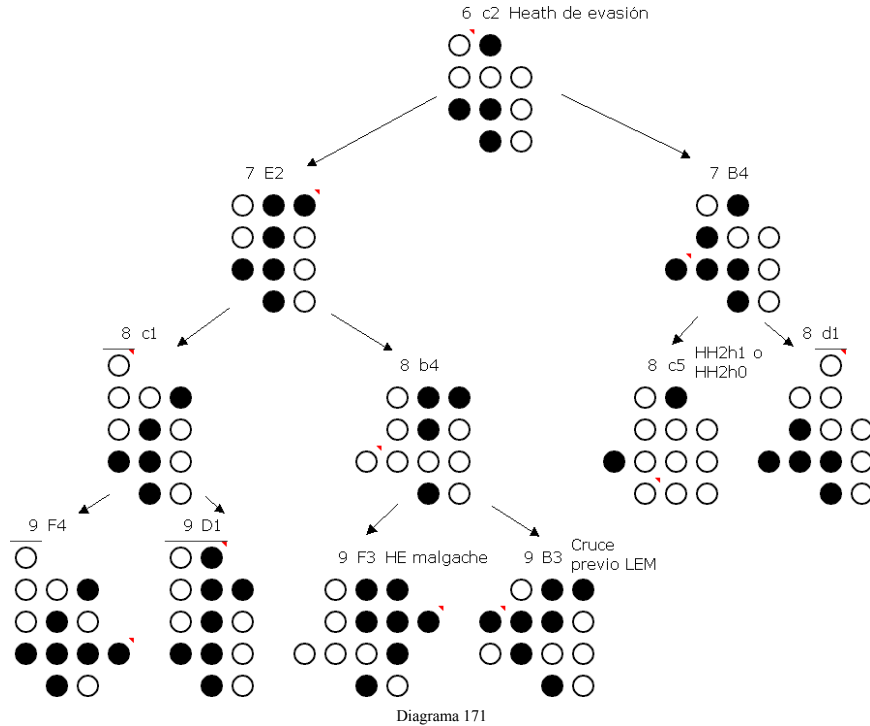 6 c2 Heath de evasión
7 E2
7 B4
8 c1
8 b4
8 c5
HH2h1 o
HH2h0
8 d1
9 F4
9 D1
9 F3 HE malgache
9 B3
Cruce
previo LEM
Diagrama 171